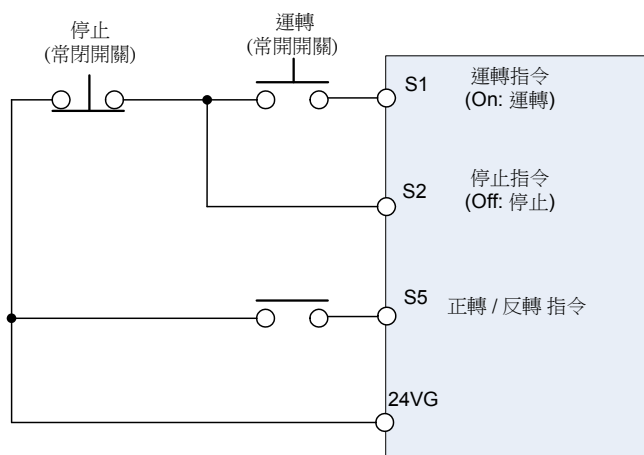 停止
(常閉開關)
運轉
(常開開關)
S1
運轉指令
(On: 運轉)
S2
停止指令
(Off: 停止)
S5
正轉 / 反轉 指令
24VG